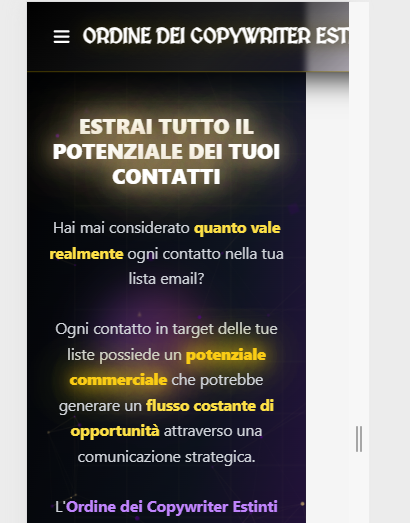 ORDINE DEI COPYWRITER EST
ESTRAI TUTTO IL
POTENZIALE DEI TUOI
CONTATTI
Hai mai considerato quanto vale
realmente ogni contatto nella tua
lista email?
Ogni contatto in target delle tue
liste possiede un potenziale
commerciale che potrebbe
generare un flusso costante di
opportunità attraverso una
comunicazione strategica.
L'Ordine dei Copywriter Estinti